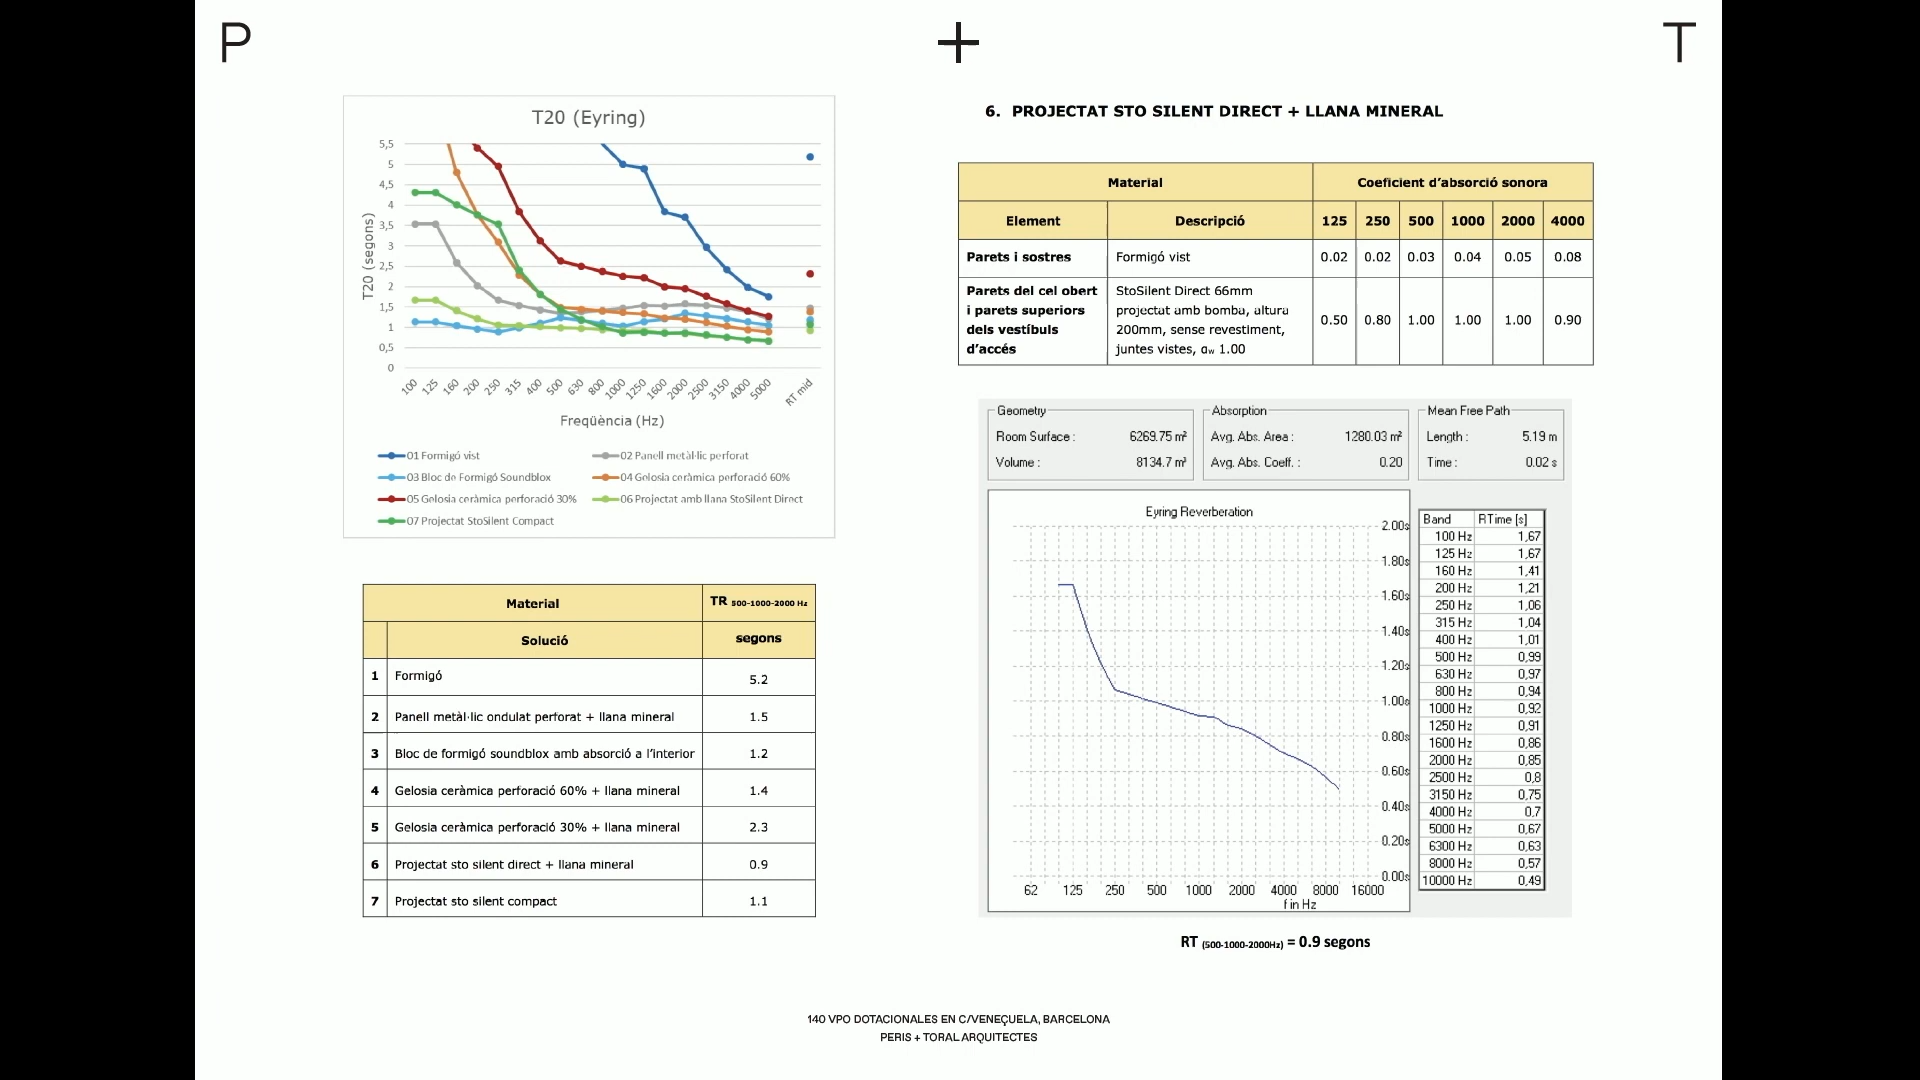 P + T
T20 (Eyring)
5,5
5
4,5
4
3,5
3
2,5
2
1,5
1
0,5
0
T20 (segons)
100 125 160 200 250 315 400 500 630 800 1000 1250 1600 2000 2500 3150 4000 5000 RT mid
Freqüència (Hz)
01 Formigó vist 02 Panell metàl·lic perforat
03 Bloc de Formigó Soundblox 04 Gelosia ceràmica perforació 60%
05 Gelosia ceràmica perforació 30% 06 Projectat amb llana StoSilent Direct
07 Projectat StoSilent Compact
Material TR 500-1000-2000 Hz
Solució segons
1 Formigó 5.2
2 Panell metàl·lic ondulat perforat + llana mineral 1.5
3 Bloc de formigó soundblox amb absorció a l'interior 1.2
4 Gelosia ceràmica perforació 60% + llana mineral 1.4
5 Gelosia ceràmica perforació 30% + llana mineral 2.3
6 Projectat sto silent direct + llana mineral 0.9
7 Projectat sto silent compact 1.1
6. PROJECTAT STO SILENT DIRECT + LLANA MINERAL
Material Coeficient d'absorció sonora
Element Descripció 125 250 500 1000 2000 4000
Parets i sostres Formigó vist 0.02 0.02 0.03 0.04 0.05 0.08
Parets del cel obert StoSilent Direct 66mm
i parets superiors projectat amb bomba, altura
0.50 0.80 1.00 1.00 1.00 0.90
dels vestíbuls 200mm, sense revestiment,
d'accés juntes vistes, αw 1.00
Geometry Absorption Mean Free Path
Room Surface : 6269.75 m² Avg. Abs. Area : 1280.03 m² Length : 5.19 m
Volume : 8134.7 m³ Avg. Abs. Coeff. : 0.20 Time : 0.02 s
Eyring Reverberation
2.00s
1.80s
1.60s
1.40s
1.20s
1.00s
0.80s
0.60s
0.40s
0.20s
0.00s
62 125 250 500 1000 2000 4000 8000 16000
f in Hz
Band RTime [s]
100 Hz 1,67
125 Hz 1,67
160 Hz 1,41
200 Hz 1,21
250 Hz 1,06
315 Hz 1,04
400 Hz 1,01
500 Hz 0,99
630 Hz 0,97
800 Hz 0,94
1000 Hz 0,92
1250 Hz 0,91
1600 Hz 0,86
2000 Hz 0,85
2500 Hz 0,8
3150 Hz 0,75
4000 Hz 0,7
5000 Hz 0,67
6300 Hz 0,63
8000 Hz 0,57
10000 Hz 0,49
RT (500-1000-2000Hz) = 0.9 segons
140 VPO DOTACIONALES EN C/VENEÇUELA, BARCELONA
PERIS + TORAL ARQUITECTES